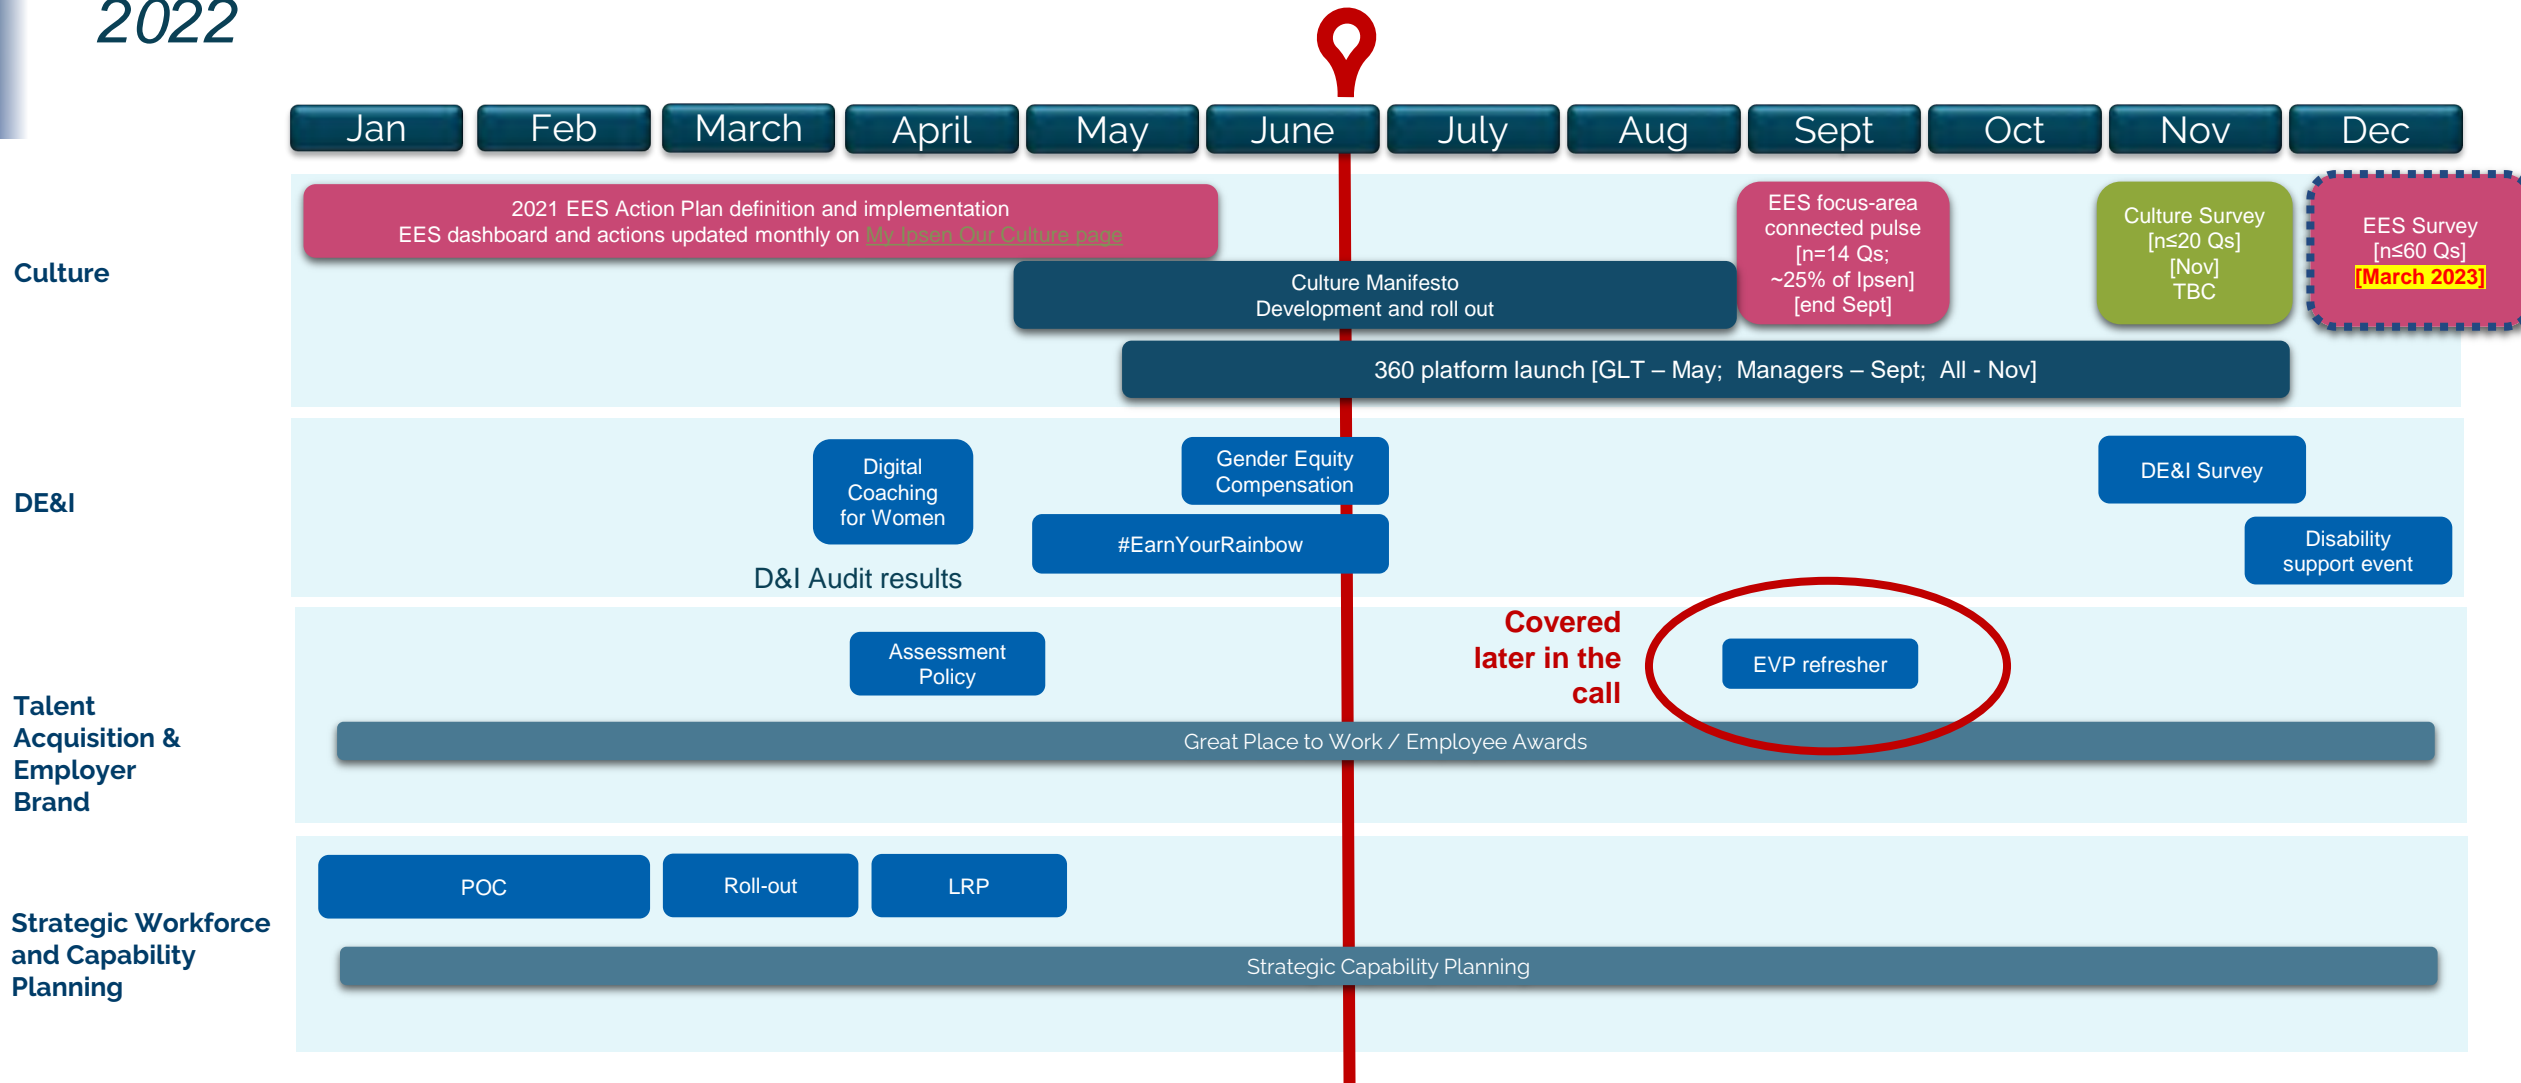 2022
Jan
Feb
March
April
May
June
July
Aug
Sept
Oct
Nov
Dec
Culture
2021 EES Action Plan definition and implementation
EES dashboard and actions updated monthly on My Ipsen Our Culture page
Culture Manifesto
Development and roll out
EES focus-area
connected pulse
[n=14 Qs;
~25% of Ipsen]
[end Sept]
Culture Survey
[n≤20 Qs]
[Nov]
TBC
EES Survey
[n≤60 Qs]
[March 2023]
360 platform launch [GLT – May; Managers – Sept; All - Nov]
DE&I
Digital
Coaching
for Women
Gender Equity
Compensation
#EarnYourRainbow
D&I Audit results
DE&I Survey
Disability
support event
Talent
Acquisition &
Employer
Brand
Assessment
Policy
Covered
later in the
call
EVP refresher
Great Place to Work / Employee Awards
Strategic Workforce
and Capability
Planning
POC
Roll-out
LRP
Strategic Capability Planning